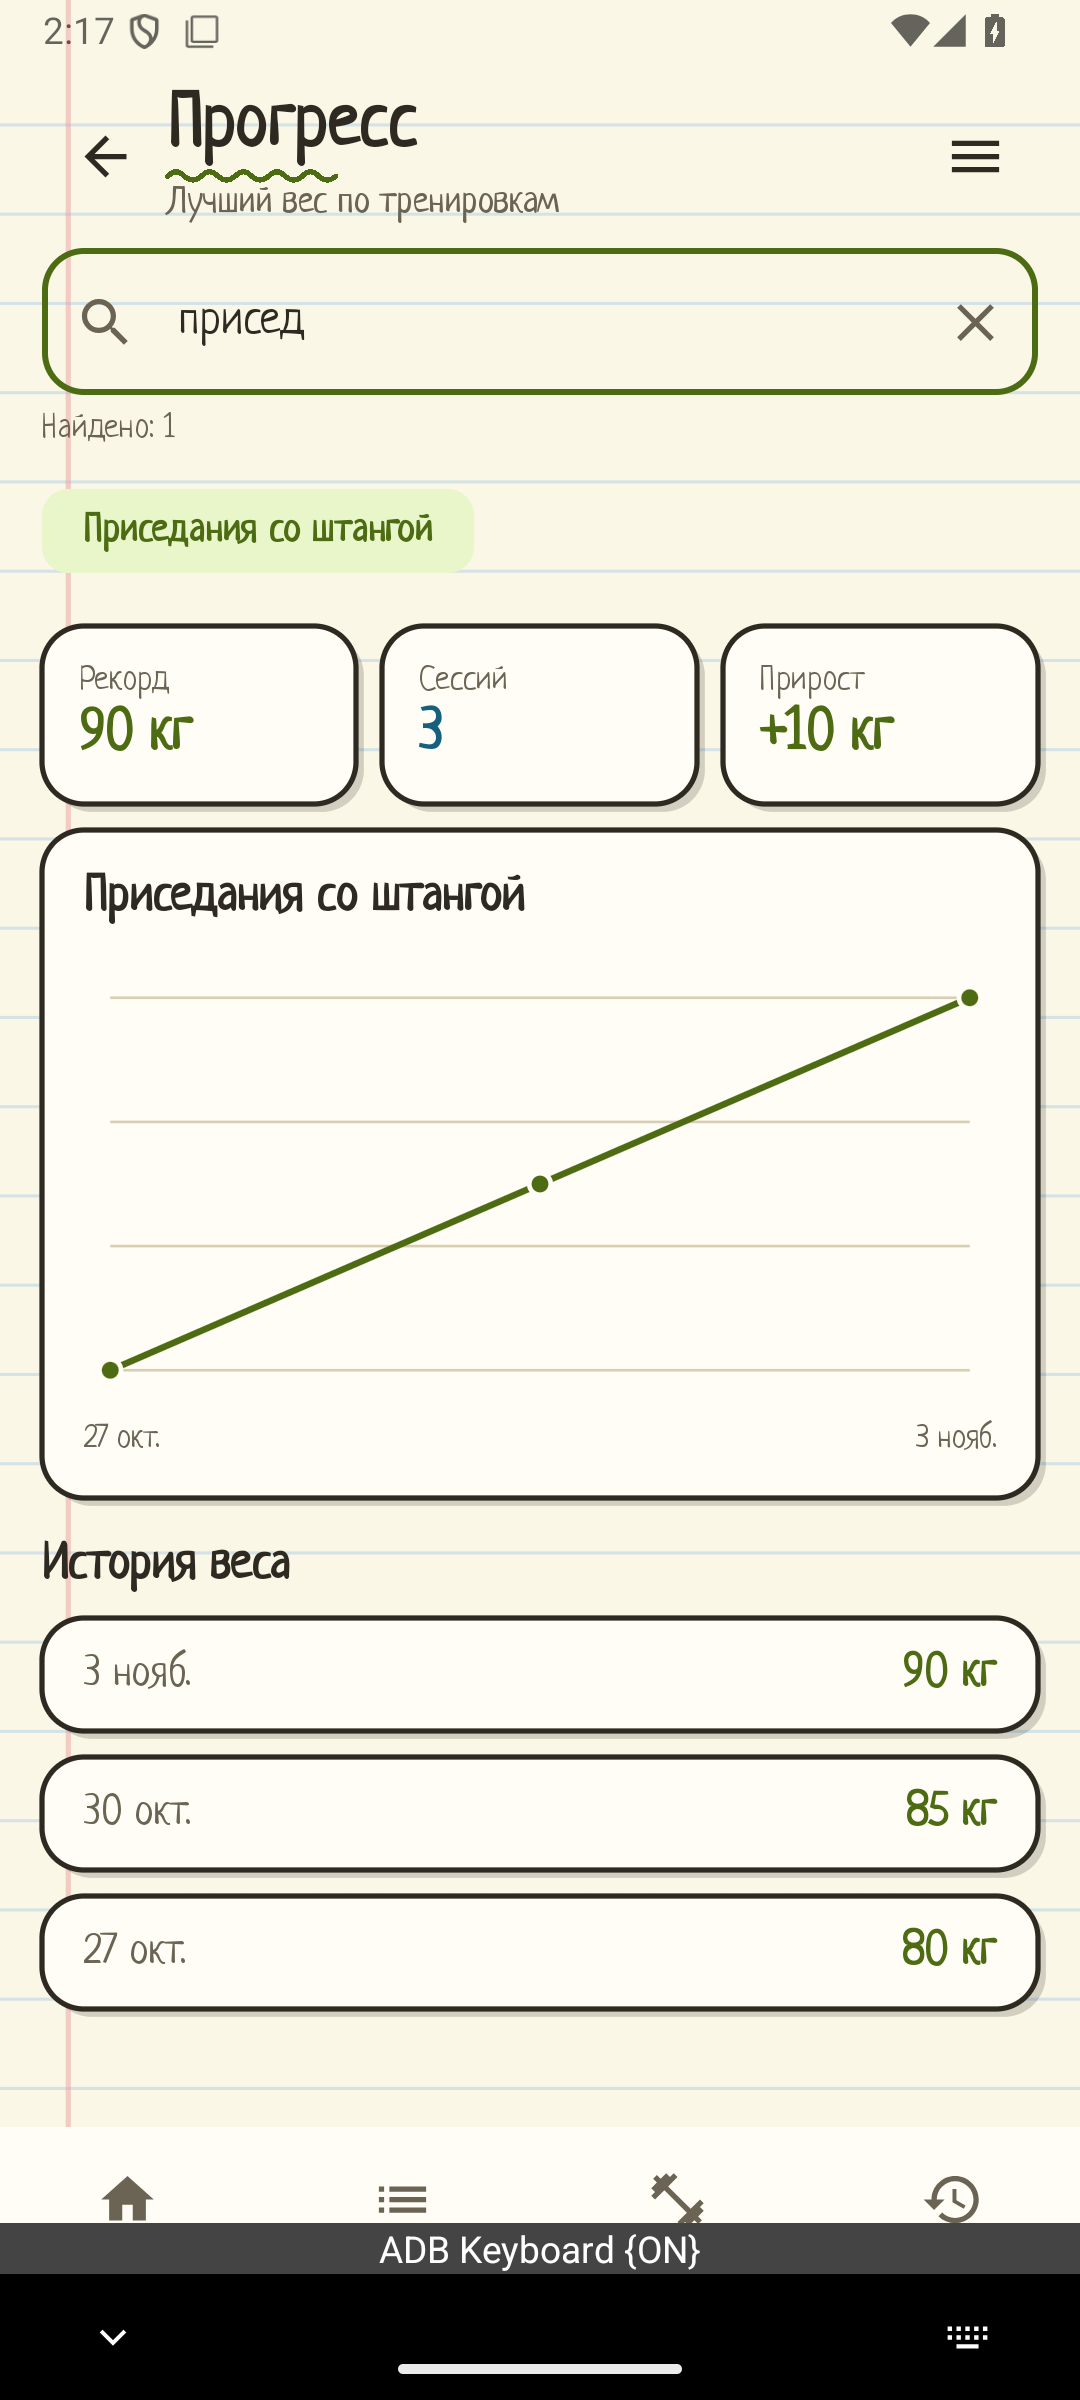 2:17
Прогресс
Лучший вес по тренировкам
присед
Найдено: 1
Приседания со штангой
Рекорд
90 кг
Сессий
3
Прирост
+10 кг
Приседания со штангой
27 окт.
3 нояб.
История веса
3 нояб.
90 кг
30 окт.
85 кг
27 окт.
80 кг
ADB Keyboard {ON}